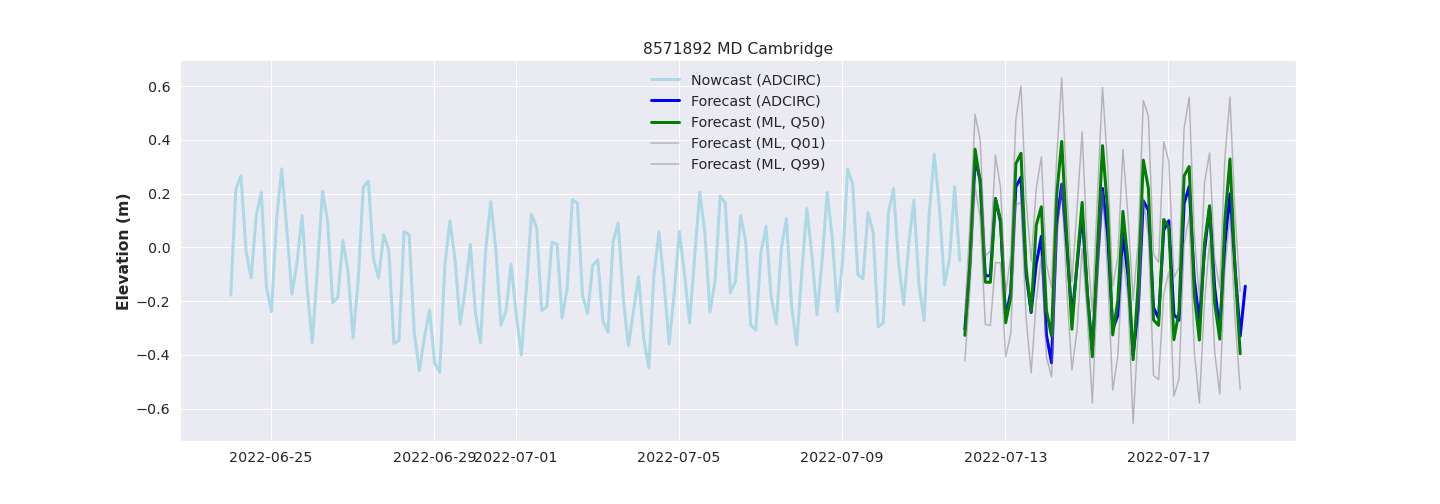 8571892 MD Cambridge
Nowcast (ADCIRC)
Forecast (ADCIRC)
Forecast (ML, Q50)
Forecast (ML, Q01)
Forecast (ML, Q99)
Elevation (m)
0.6
0.4
0.2
0.0
−0.2
−0.4
−0.6
2022-06-25 2022-06-29 2022-07-01 2022-07-05 2022-07-09 2022-07-13 2022-07-17